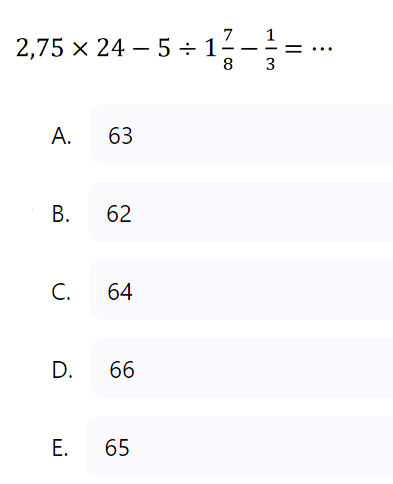 2,75 × 24 − 5 ÷ 1 7/8 − 1/3 = ⋯
A. 63
B. 62
C. 64
D. 66
E. 65